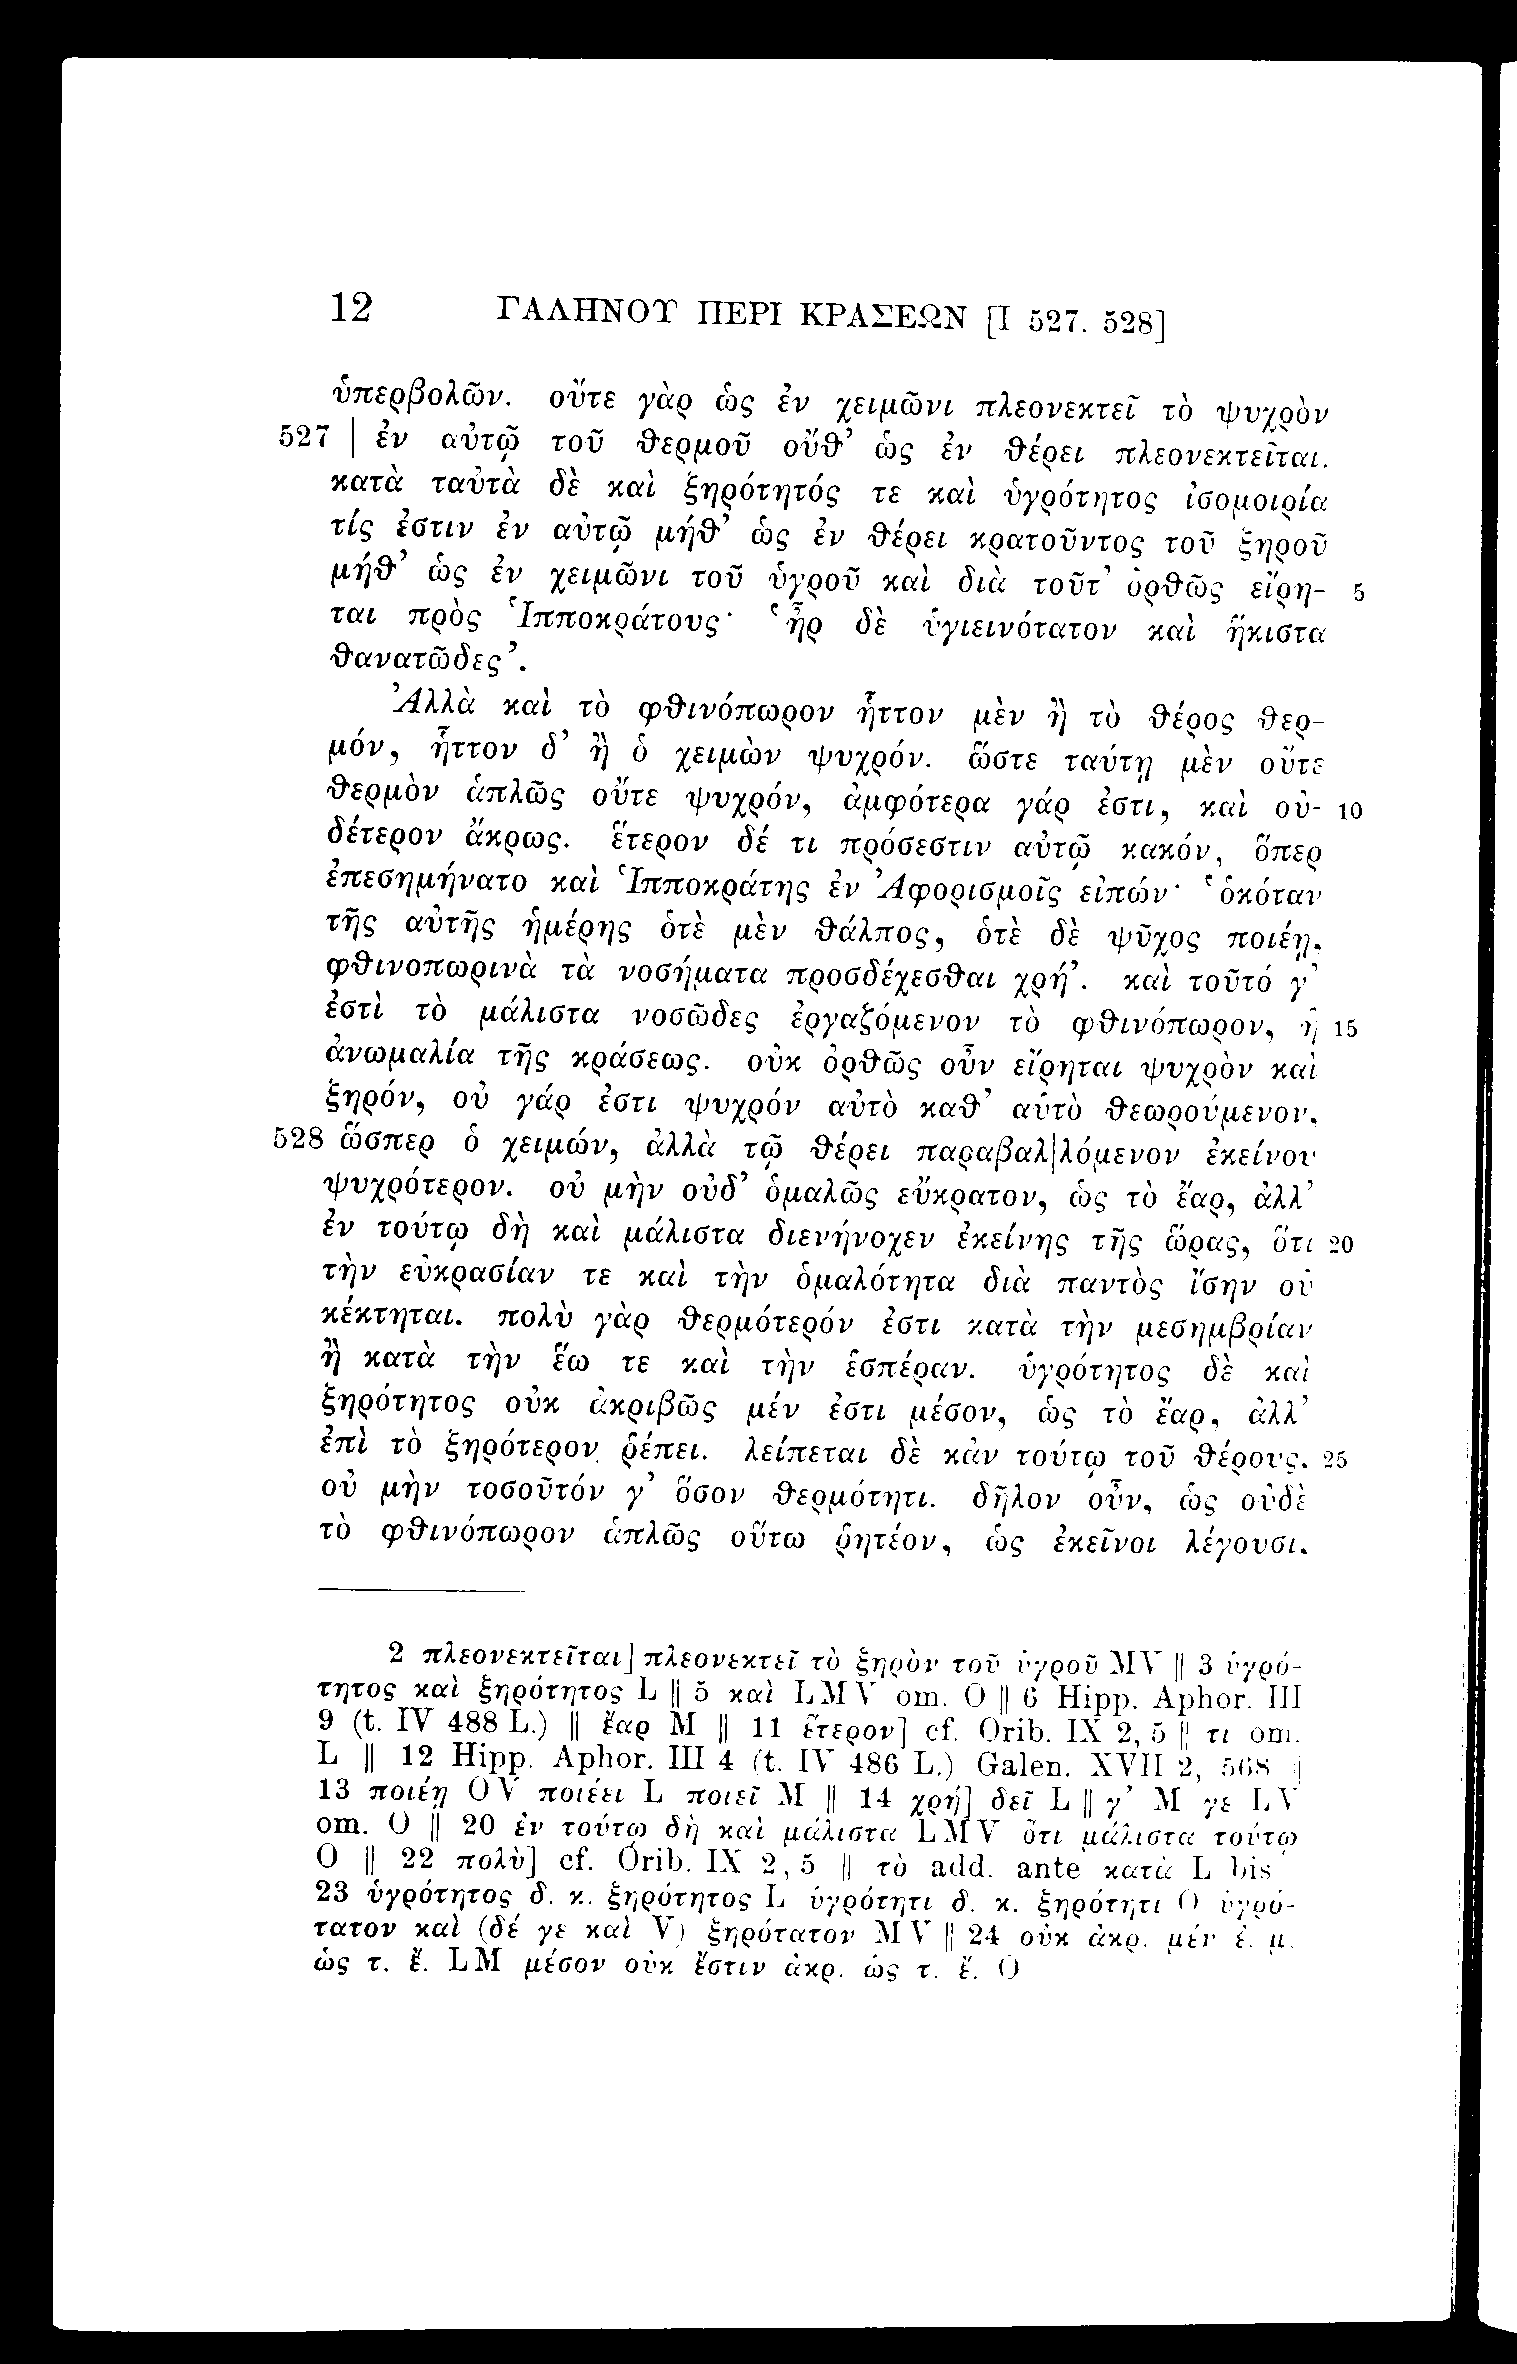 12 ΓΑΛΗΝΟΥ ΠΕΡΙ ΚΡΑΣΕΩΝ [I 527. 528]
ὑπερβολῶν. οὔτε γὰρ ὡς ἐν χειμῶνι πλεονεκτεῖ τὸ ψυχρὸν
527 | ἐν αὐτῷ τοῦ θερμοῦ οὔθ’ ὡς ἐν θέρει πλεονεκτεῖται.
κατὰ ταὐτὰ δὲ καὶ ξηρότητός τε καὶ ὑγρότητος ἰσομοιρία
τίς ἐστιν ἐν αὐτῷ μήθ’ ὡς ἐν θέρει κρατοῦντος τοῦ ξηροῦ
μήθ’ ὡς ἐν χειμῶνι τοῦ ὑγροῦ καὶ διὰ τοῦτ’ ὀρθῶς εἴρη- 5
ται πρὸς Ἱπποκράτους· ‘ἦρ δὲ ὑγιεινότατον καὶ ἥκιστα
θανατῶδες’.
Ἀλλὰ καὶ τὸ φθινόπωρον ἧττον μὲν ἢ τὸ θέρος θερ-
μόν, ἧττον δ’ ἢ ὁ χειμὼν ψυχρόν. ὥστε ταύτῃ μὲν οὔτε
θερμὸν ἁπλῶς οὔτε ψυχρόν, ἀμφότερα γάρ ἐστι, καὶ οὐ- 10
δέτερον ἄκρως. ἕτερον δέ τι πρόσεστιν αὐτῷ κακόν, ὅπερ
ἐπεσημήνατο καὶ Ἱπποκράτης ἐν Ἀφορισμοῖς εἰπών· ‘ὁκόταν
τῆς αὐτῆς ἡμέρης ὁτὲ μὲν θάλπος, ὁτὲ δὲ ψῦχος ποιέῃ,
φθινοπωρινὰ τὰ νοσήματα προσδέχεσθαι χρή’. καὶ τοῦτό γ’
ἐστὶ τὸ μάλιστα νοσῶδες ἐργαζόμενον τὸ φθινόπωρον, ἡ 15
ἀνωμαλία τῆς κράσεως. οὐκ ὀρθῶς οὖν εἴρηται ψυχρὸν καὶ
ξηρόν, οὐ γάρ ἐστι ψυχρόν αὐτὸ καθ’ αὑτὸ θεωρούμενον,
528 ὥσπερ ὁ χειμών, ἀλλὰ τῷ θέρει παραβαλ|λόμενον ἐκείνου
ψυχρότερον. οὐ μὴν οὐδ’ ὁμαλῶς εὔκρατον, ὡς τὸ ἔαρ, ἀλλ’
ἐν τούτῳ δὴ καὶ μάλιστα διενήνοχεν ἐκείνης τῆς ὥρας, ὅτι 20
τὴν εὐκρασίαν τε καὶ τὴν ὁμαλότητα διὰ παντὸς ἴσην οὐ
κέκτηται. πολὺ γὰρ θερμότερόν ἐστι κατὰ τὴν μεσημβρίαν
ἢ κατὰ τὴν ἕω τε καὶ τὴν ἑσπέραν. ὑγρότητος δὲ καὶ
ξηρότητος οὐκ ἀκριβῶς μέν ἐστι μέσον, ὡς τὸ ἔαρ, ἀλλ’
ἐπὶ τὸ ξηρότερον ῥέπει. λείπεται δὲ κἀν τούτῳ τοῦ θέρους, 25
οὐ μὴν τοσοῦτόν γ’ ὅσον θερμότητι. δῆλον οὖν, ὡς οὐδὲ
τὸ φθινόπωρον ἁπλῶς οὕτω ῥητέον, ὡς ἐκεῖνοι λέγουσι.
2 πλεονεκτεῖται] πλεονεκτεῖ τὸ ξηρὸν τοῦ ὑγροῦ MV || 3 ὑγρό-
τητος καὶ ξηρότητος L || 5 καὶ LMV om. O || 6 Hipp. Aphor. III
9 (t. IV 488 L.) || ἔαρ M || 11 ἕτερον] cf. Orib. IX 2, 5 || τι om.
L || 12 Hipp. Aphor. III 4 (t. IV 486 L.) Galen. XVII 2, 568 ||
13 ποιέῃ OV ποιέει L ποιεῖ M || 14 χρή] δεῖ L || γ’ M γε LV
om. O || 20 ἐν τούτῳ δὴ καὶ μάλιστα LMV ὅτι μάλιστα τούτῳ
O || 22 πολὺ] cf. Orib. IX 2, 5 || τὸ add. ante κατὰ L bis
23 ὑγρότητος δ. κ. ξηρότητος L ὑγρότητι δ. κ. ξηρότητι O ὑγρό-
τατον καὶ (δέ γε καὶ V) ξηρότατον MV || 24 οὐκ ἀκρ. μέν ἐ. μ.
ὡς τ. ἔ. LM μέσον οὐκ ἔστιν ἀκρ. ὡς τ. ἔ. O